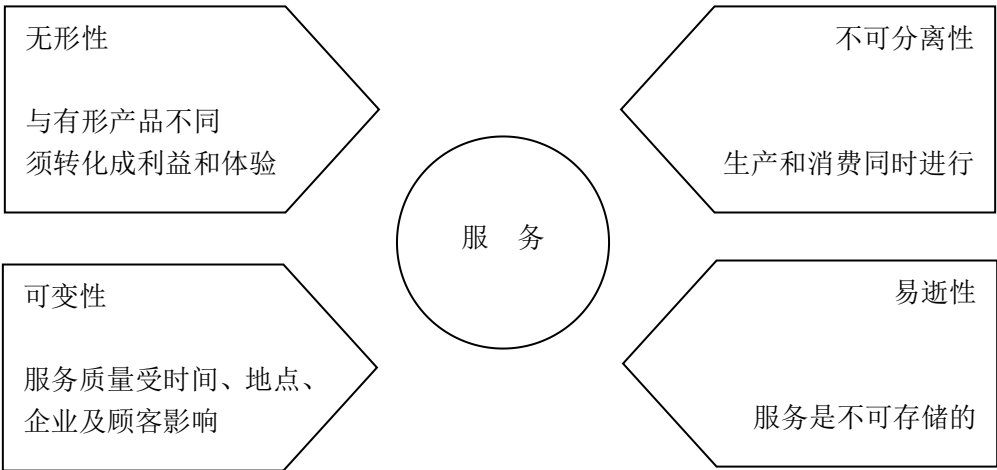 无形性
与有形产品不同
须转化成利益和体验
不可分离性
生产和消费同时进行
服 务
可变性
服务质量受时间、地点、
企业及顾客影响
易逝性
服务是不可存储的